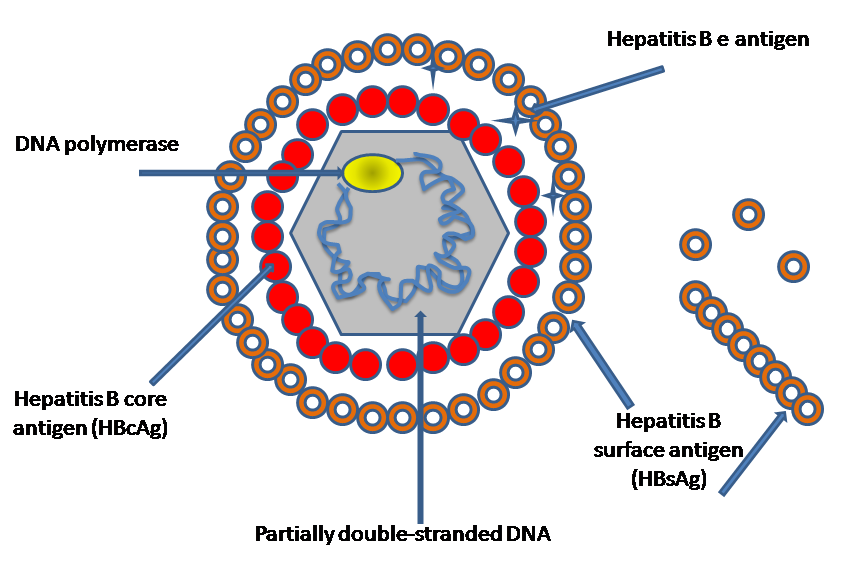 Hepatitis B e antigen
DNA polymerase
Hepatitis B core
antigen (HBcAg)
Hepatitis B
surface antigen
(HBsAg)
Partially double-stranded DNA